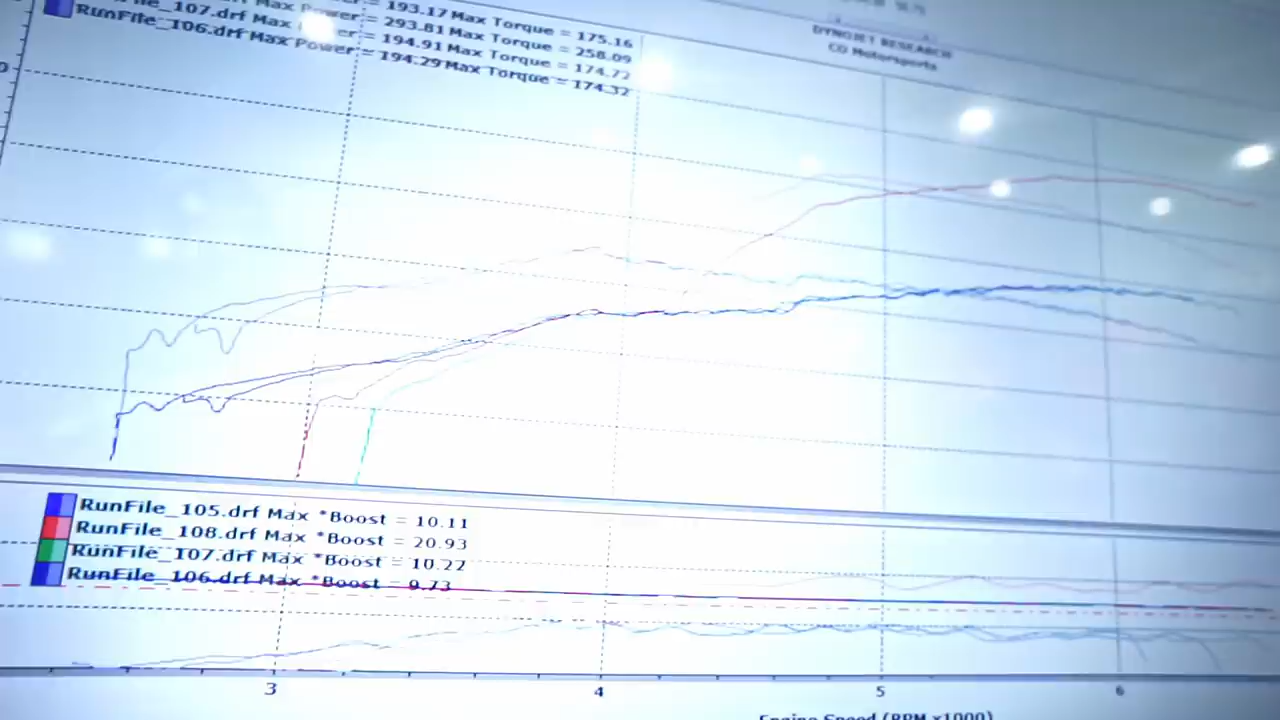 193.17 Max Torque = 175.16
_107.drf Max Power = 293.81 Max Torque = 258.09
RunFile_106.drf Max Power = 194.91 Max Torque = 174.72
194.29 Max Torque = 174.32
DYNOJET RESEARCH
CO Motorsports
RunFile_105.drf Max *Boost = 10.11
RunFile_108.drf Max *Boost = 20.93
RunFile_107.drf Max *Boost = 10.22
RunFile_106.drf Max *Boost = 9.73
3 4 5 6
Engine Speed (RPM x1000)